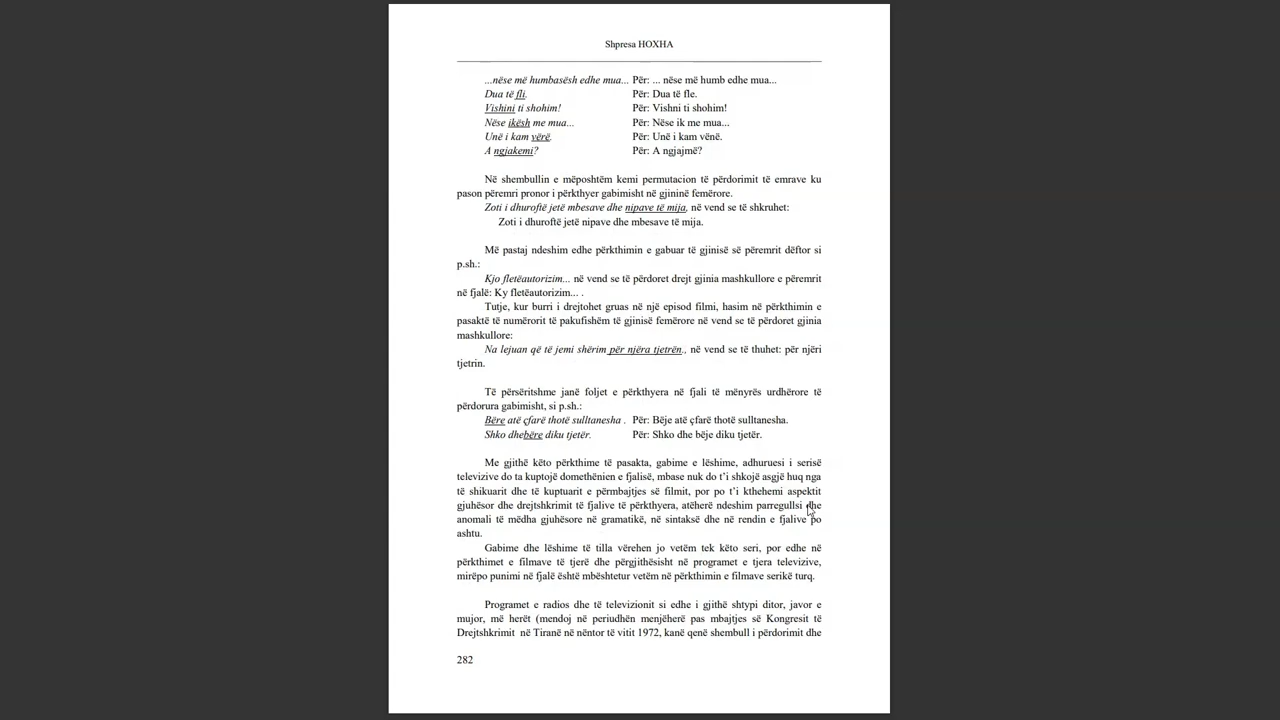 Shpresa HOXHA
...nëse më humbasësh edhe mua... Për: ... nëse më humb edhe mua...
Dua të fli. Për: Dua të fle.
Vishini ti shohim! Për: Vishni ti shohim!
Nëse ikësh me mua... Për: Nëse ik me mua...
Unë i kam vërë. Për: Unë i kam vënë.
A ngjakemi? Për: A ngjajmë?
Në shembullin e mëposhtëm kemi permutacion të përdorimit të emrave ku
pason përemri pronor i përkthyer gabimisht në gjininë femërore.
Zoti i dhuroftë jetë mbesave dhe nipave të mija, në vend se të shkruhet:
Zoti i dhuroftë jetë nipave dhe mbesave të mija.
Më pastaj ndeshim edhe përkthimin e gabuar të gjinisë së përemrit dëftor si
p.sh.:
Kjo fletëautorizim... në vend se të përdoret drejt gjinia mashkullore e përemrit
në fjalë: Ky fletëautorizim... .
Tutje, kur burri i drejtohet gruas në një episod filmi, hasim në përkthimin e
pasaktë të numërorit të pakufishëm të gjinisë femërore në vend se të përdoret gjinia
mashkullore:
Na lejuan që të jemi shërim për njëra tjetrën., në vend se të thuhet: për njëri
tjetrin.
Të përsëritshme janë foljet e përkthyera në fjali të mënyrës urdhërore të
përdorura gabimisht, si p.sh.:
Bëre atë çfarë thotë sulltanesha . Për: Bëje atë çfarë thotë sulltanesha.
Shko dhebëre diku tjetër. Për: Shko dhe bëje diku tjetër.
Me gjithë këto përkthime të pasakta, gabime e lëshime, adhuruesi i serisë
televizive do ta kuptojë domethënien e fjalisë, mbase nuk do t’i shkojë asgjë huq nga
të shikuarit dhe të kuptuarit e përmbajtjes së filmit, por po t’i kthehemi aspektit
gjuhësor dhe drejtshkrimit të fjalive të përkthyera, atëherë ndeshim parregullsi dhe
anomali të mëdha gjuhësore në gramatikë, në sintaksë dhe në rendin e fjalive po
ashtu.
Gabime dhe lëshime të tilla vërehen jo vetëm tek këto seri, por edhe në
përkthimet e filmave të tjerë dhe përgjithësisht në programet e tjera televizive,
mirëpo punimi në fjalë është mbështetur vetëm në përkthimin e filmave serikë turq.
Programet e radios dhe të televizionit si edhe i gjithë shtypi ditor, javor e
mujor, më herët (mendoj në periudhën menjëherë pas mbajtjes së Kongresit të
Drejtshkrimit në Tiranë në nëntor të vitit 1972, kanë qenë shembull i përdorimit dhe
282